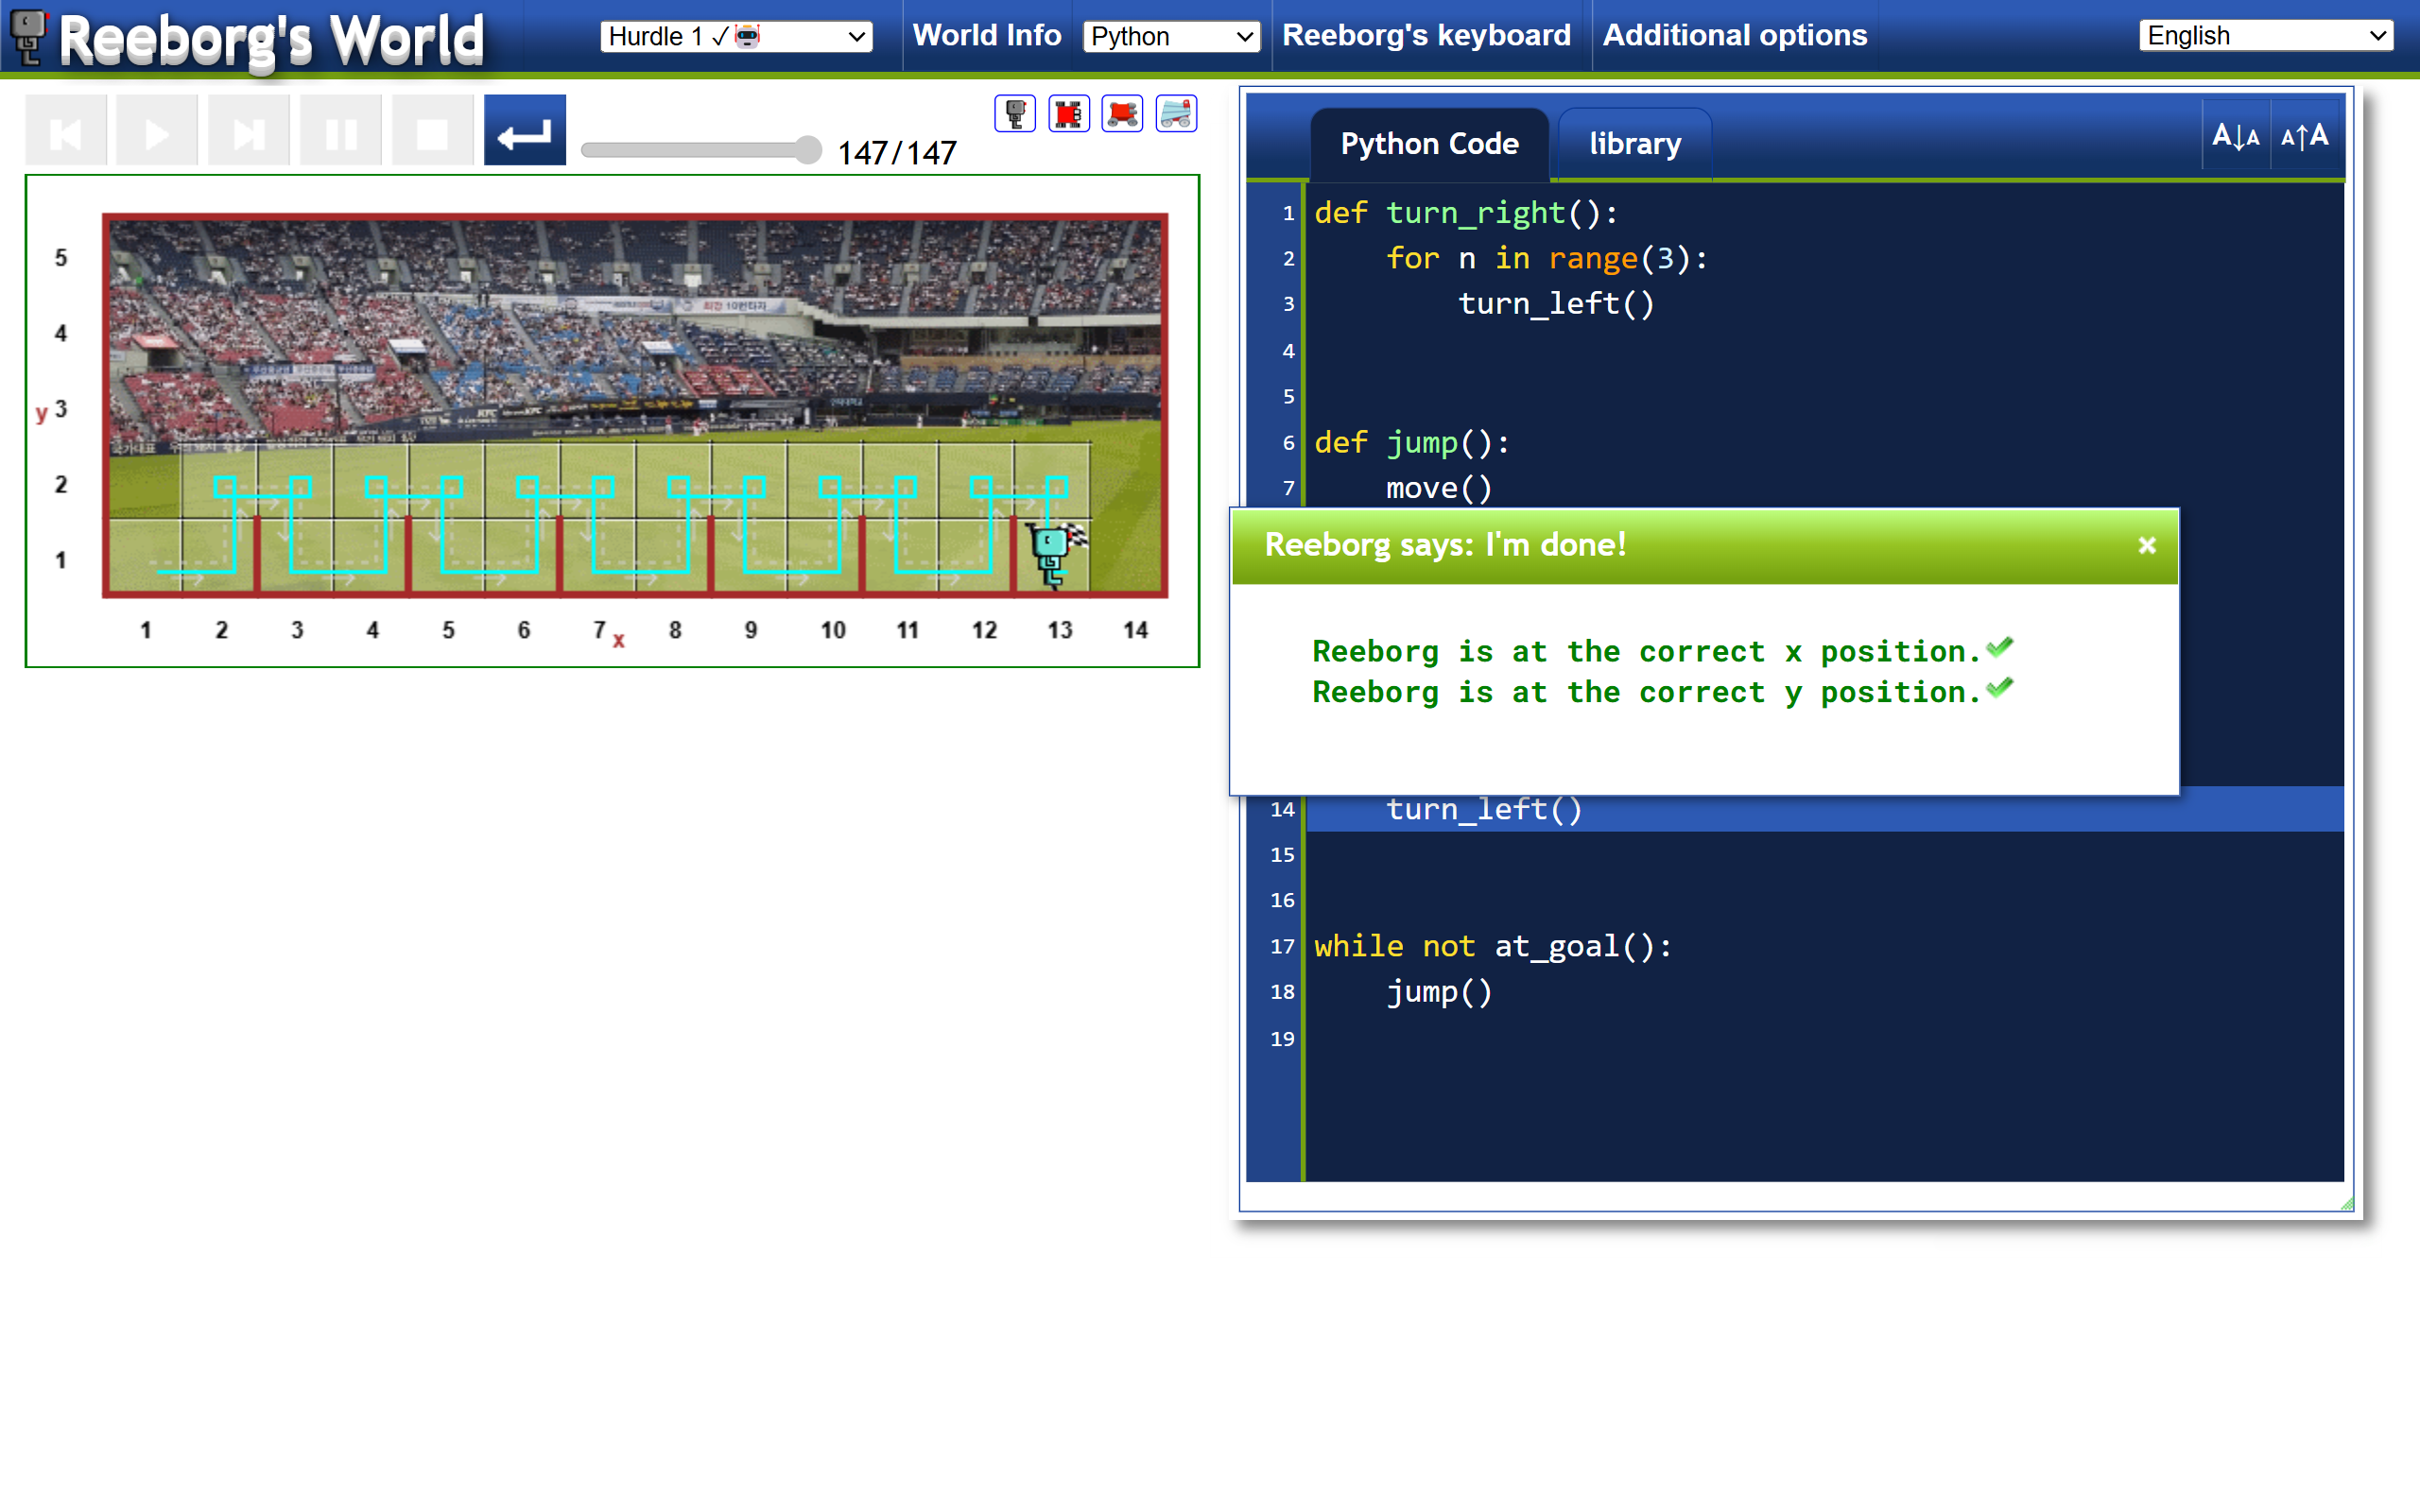 Reeborg's World
Hurdle 1 ✓
World Info
Python
Reeborg's keyboard
Additional options
English
147/147
Python Code
library
A↓A
A↑A
5
4
y 3
2
1
1 2 3 4 5 6 7 x 8 9 10 11 12 13 14
KFC
1 def turn_right():
2 for n in range(3):
3 turn_left()
4
5
6 def jump():
7 move()
Reeborg says: I'm done!
×
Reeborg is at the correct x position.
Reeborg is at the correct y position.
14 turn_left()
15
16
17 while not at_goal():
18 jump()
19